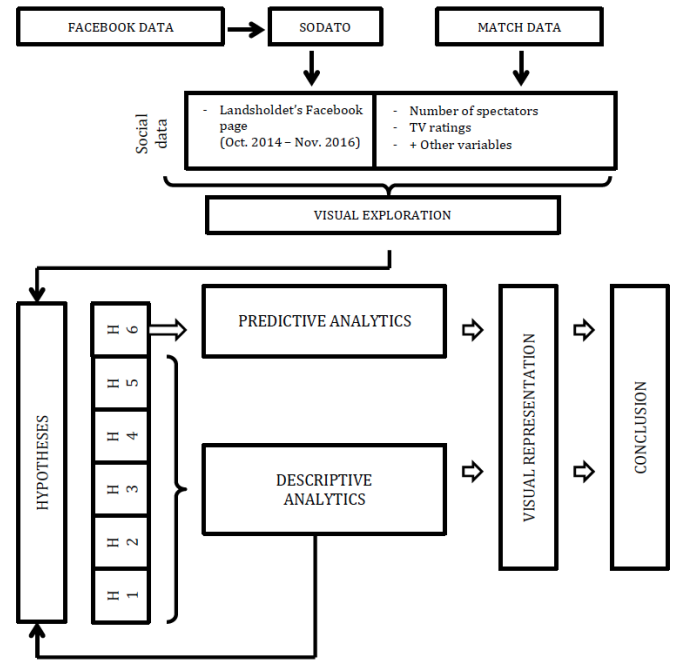 FACEBOOK DATA
SODATO
MATCH DATA
Social
data
- Landsholdet's Facebook
page
(Oct. 2014 – Nov. 2016)
- Number of spectators
- TV ratings
- + Other variables
VISUAL EXPLORATION
HYPOTHESES
H 6
H 5
H 4
H 3
H 2
H 1
PREDICTIVE ANALYTICS
DESCRIPTIVE
ANALYTICS
VISUAL REPRESENTATION
CONCLUSION